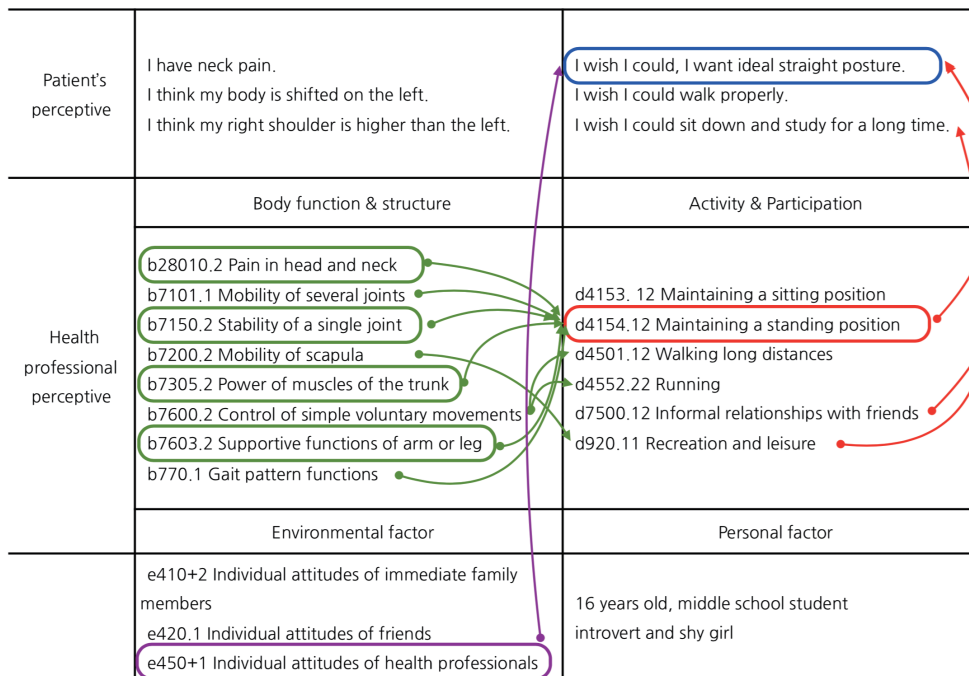 Patient's
perceptive
I have neck pain.
I think my body is shifted on the left.
I think my right shoulder is higher than the left.
I wish I could, I want ideal straight posture.
I wish I could walk properly.
I wish I could sit down and study for a long time.
Health
professional
perceptive
Body function & structure
b28010.2 Pain in head and neck
b7101.1 Mobility of several joints
b7150.2 Stability of a single joint
b7200.2 Mobility of scapula
b7305.2 Power of muscles of the trunk
b7600.2 Control of simple voluntary movements
b7603.2 Supportive functions of arm or leg
b770.1 Gait pattern functions
Activity & Participation
d4153. 12 Maintaining a sitting position
d4154.12 Maintaining a standing position
d4501.12 Walking long distances
d4552.22 Running
d7500.12 Informal relationships with friends
d920.11 Recreation and leisure
Environmental factor
e410+2 Individual attitudes of immediate family
members
e420.1 Individual attitudes of friends
e450+1 Individual attitudes of health professionals
Personal factor
16 years old, middle school student
introvert and shy girl